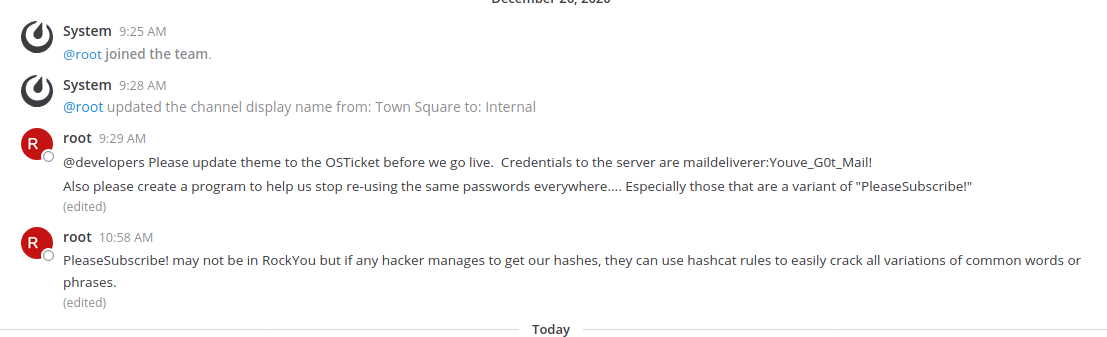 System 9:25 AM
@root joined the team.
System 9:28 AM
@root updated the channel display name from: Town Square to: Internal
R root 9:29 AM
@developers Please update theme to the OSTicket before we go live.  Credentials to the server are maildeliverer:Youve_G0t_Mail!
Also please create a program to help us stop re-using the same passwords everywhere.... Especially those that are a variant of "PleaseSubscribe!"
(edited)
R root 10:58 AM
PleaseSubscribe! may not be in RockYou but if any hacker manages to get our hashes, they can use hashcat rules to easily crack all variations of common words or
phrases.
(edited)
Today